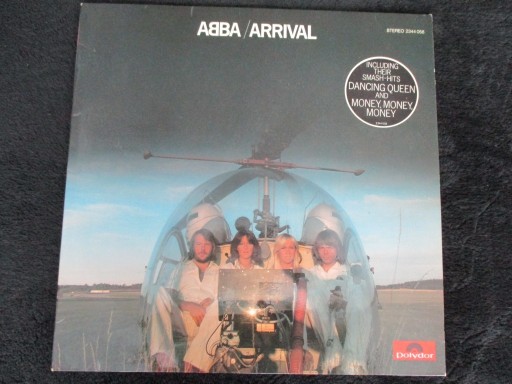 ABBA/ARRIVAL
STEREO 2344 058
INCLUDING
THEIR
SMASH-HITS
DANCING QUEEN
AND
MONEY, MONEY,
MONEY
Polydor